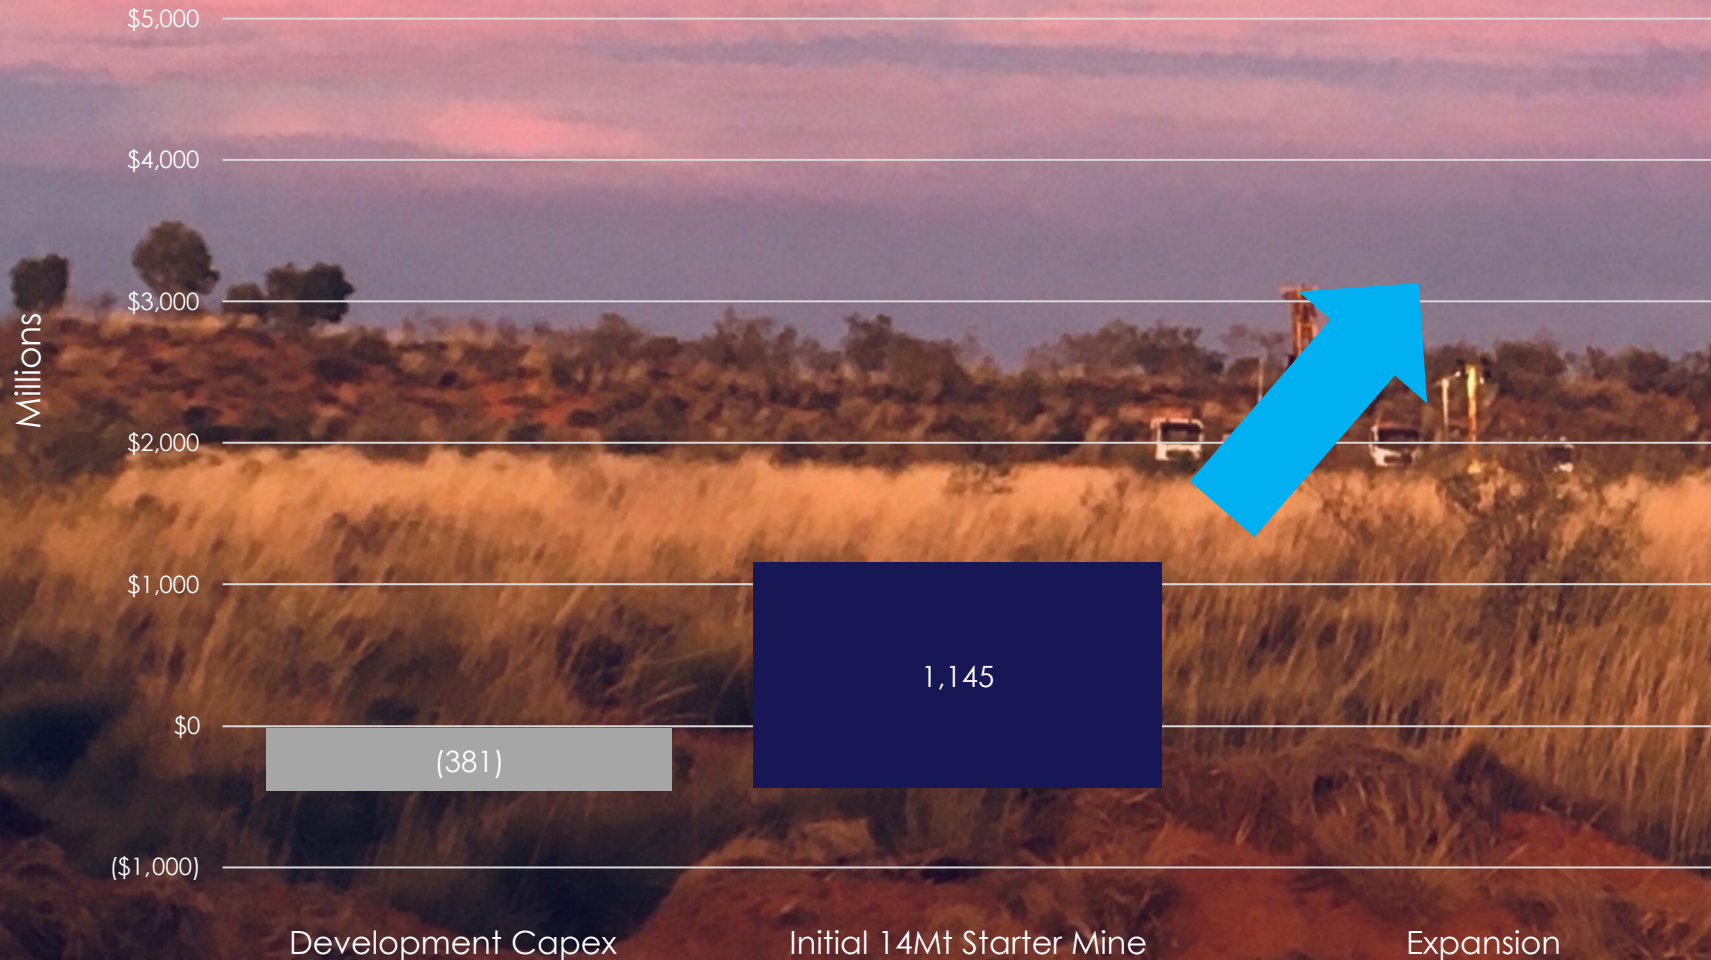 $5,000
$4,000
$3,000
$2,000
$1,000
$0
($1,000)
Millions
(381)
1,145
Development Capex
Initial 14Mt Starter Mine
Expansion